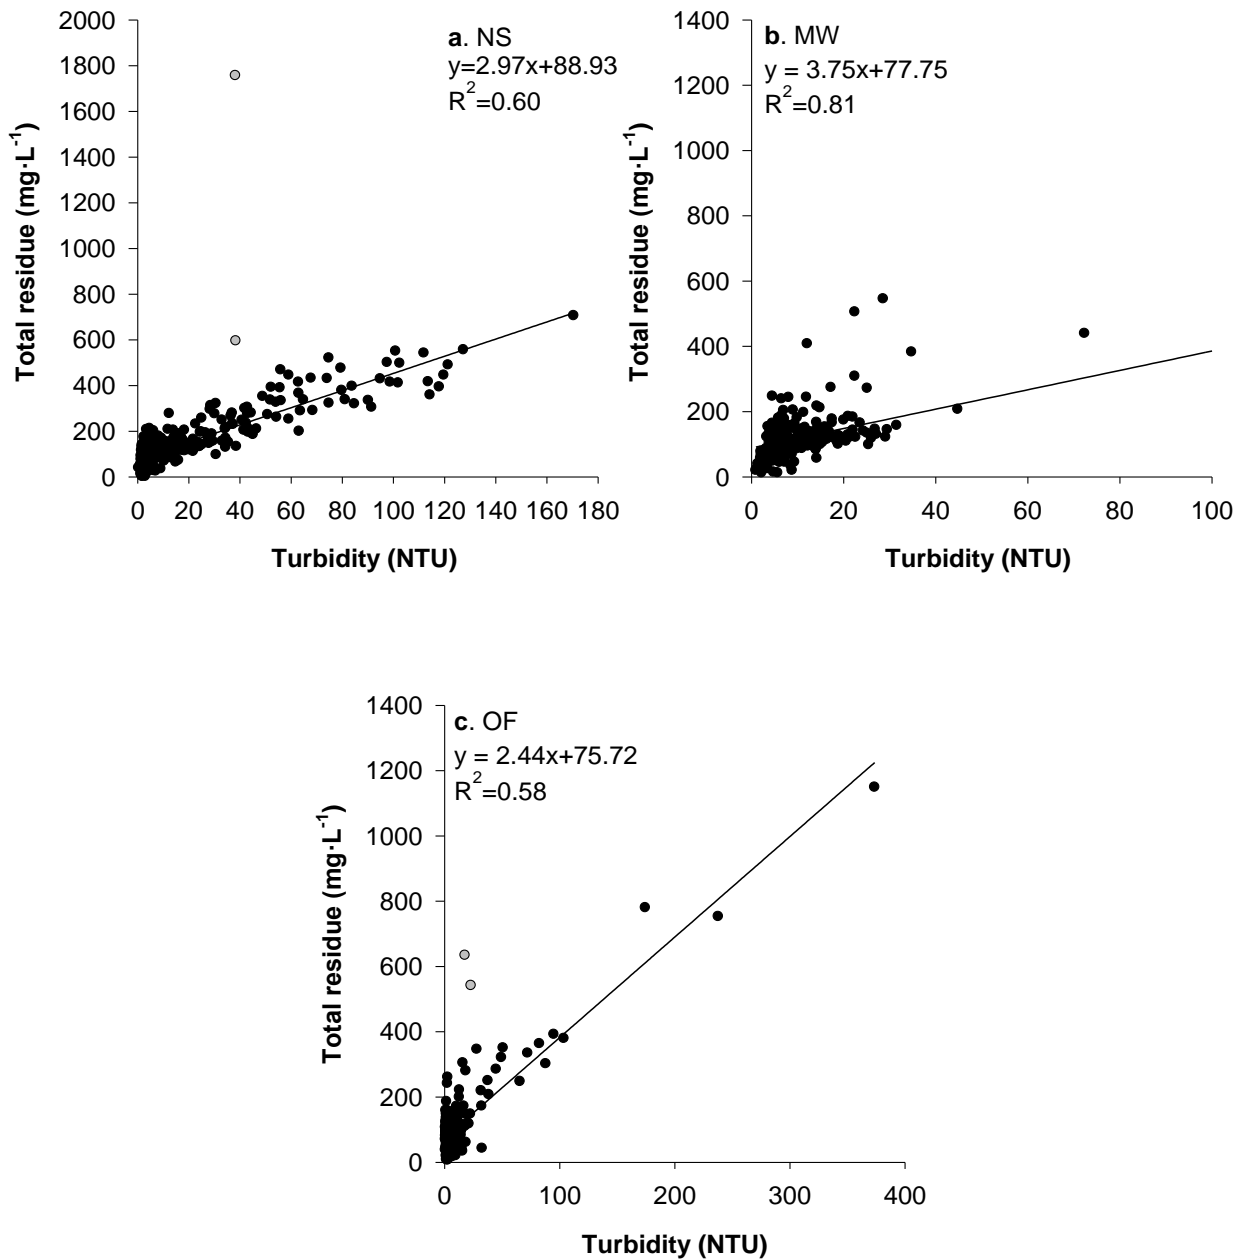 a. NS
y=2.97x+88.93
R²=0.60
Total residue (mg·L⁻¹)
2000
1800
1600
1400
1200
1000
800
600
400
200
0
0 20 40 60 80 100 120 140 160 180
Turbidity (NTU)
b. MW
y = 3.75x+77.75
R²=0.81
Total residue (mg·L⁻¹)
1400
1200
1000
800
600
400
200
0
0 20 40 60 80 100
Turbidity (NTU)
c. OF
y = 2.44x+75.72
R²=0.58
Total residue (mg·L⁻¹)
1400
1200
1000
800
600
400
200
0
0 100 200 300 400
Turbidity (NTU)